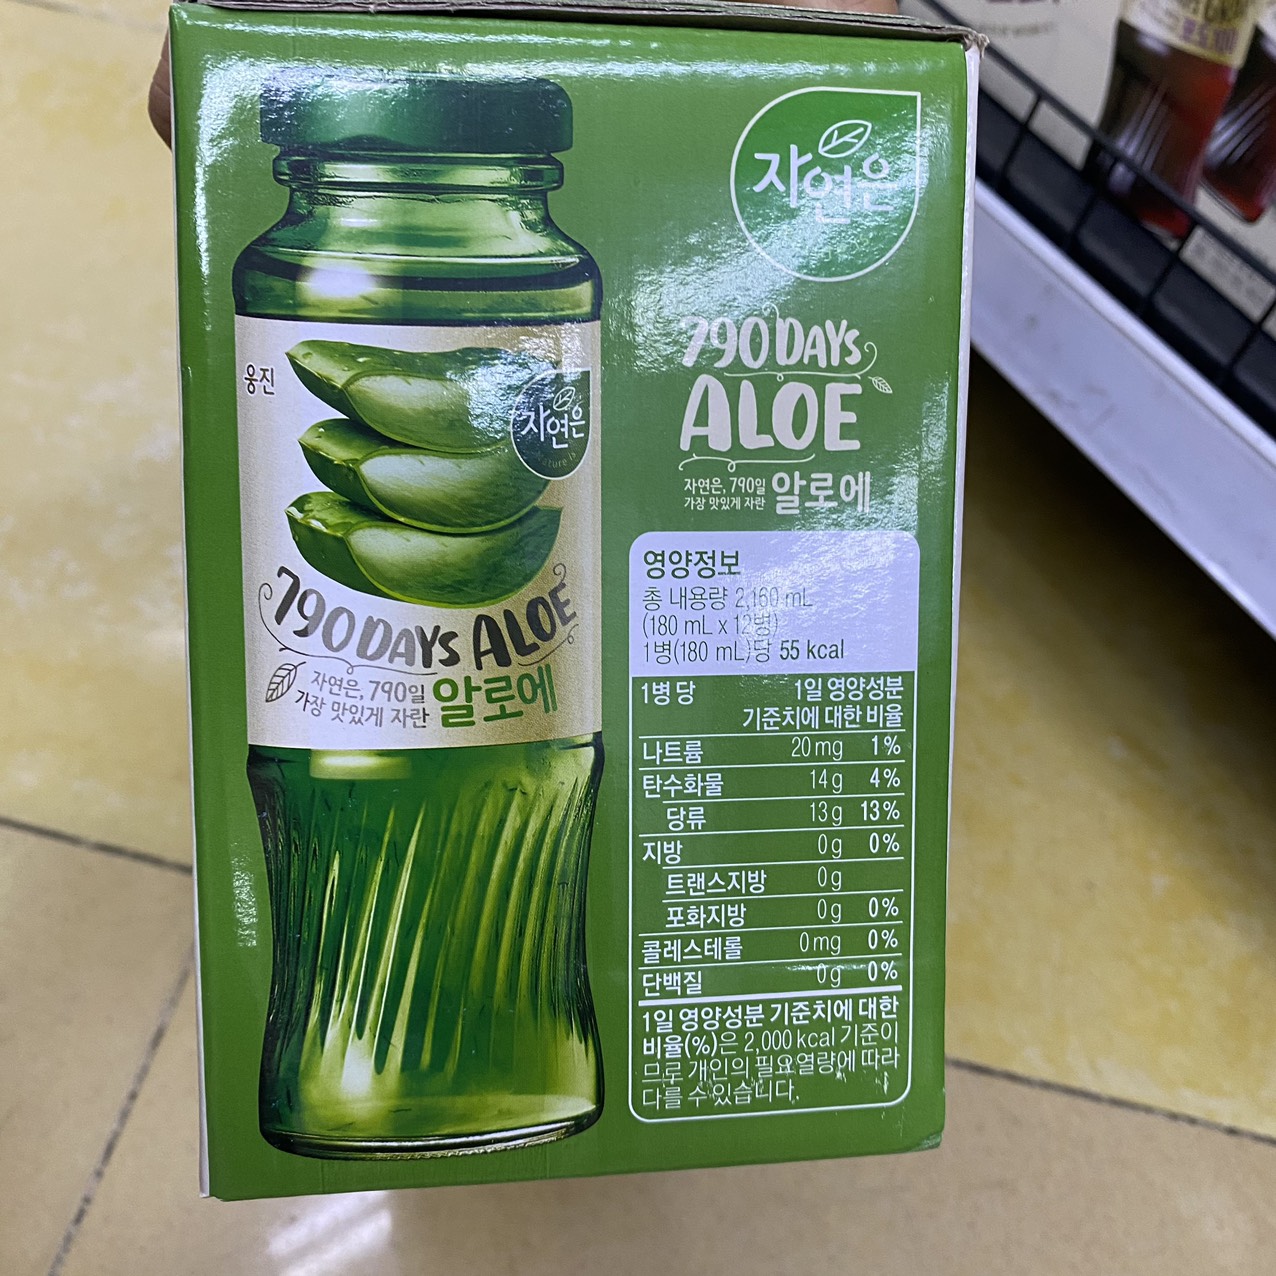 자연은
790 DAYS
ALOE
자연은, 790일
가장 맛있게 자란 알로에
웅진
자연은
790 DAYS ALOE
자연은, 790일
가장 맛있게 자란 알로에
영양정보
총 내용량 2,160 mL
(180 mL x 12병)
1병(180 mL)당 55 kcal
1병 당 1일 영양성분
기준치에 대한 비율
나트륨 20 mg 1%
탄수화물 14 g 4%
당류 13 g 13%
지방 0 g 0%
트랜스지방 0 g
포화지방 0 g 0%
콜레스테롤 0 mg 0%
단백질 0 g 0%
1일 영양성분 기준치에 대한
비율(%)은 2,000 kcal 기준이
므로 개인의 필요열량에 따라
다를 수 있습니다.